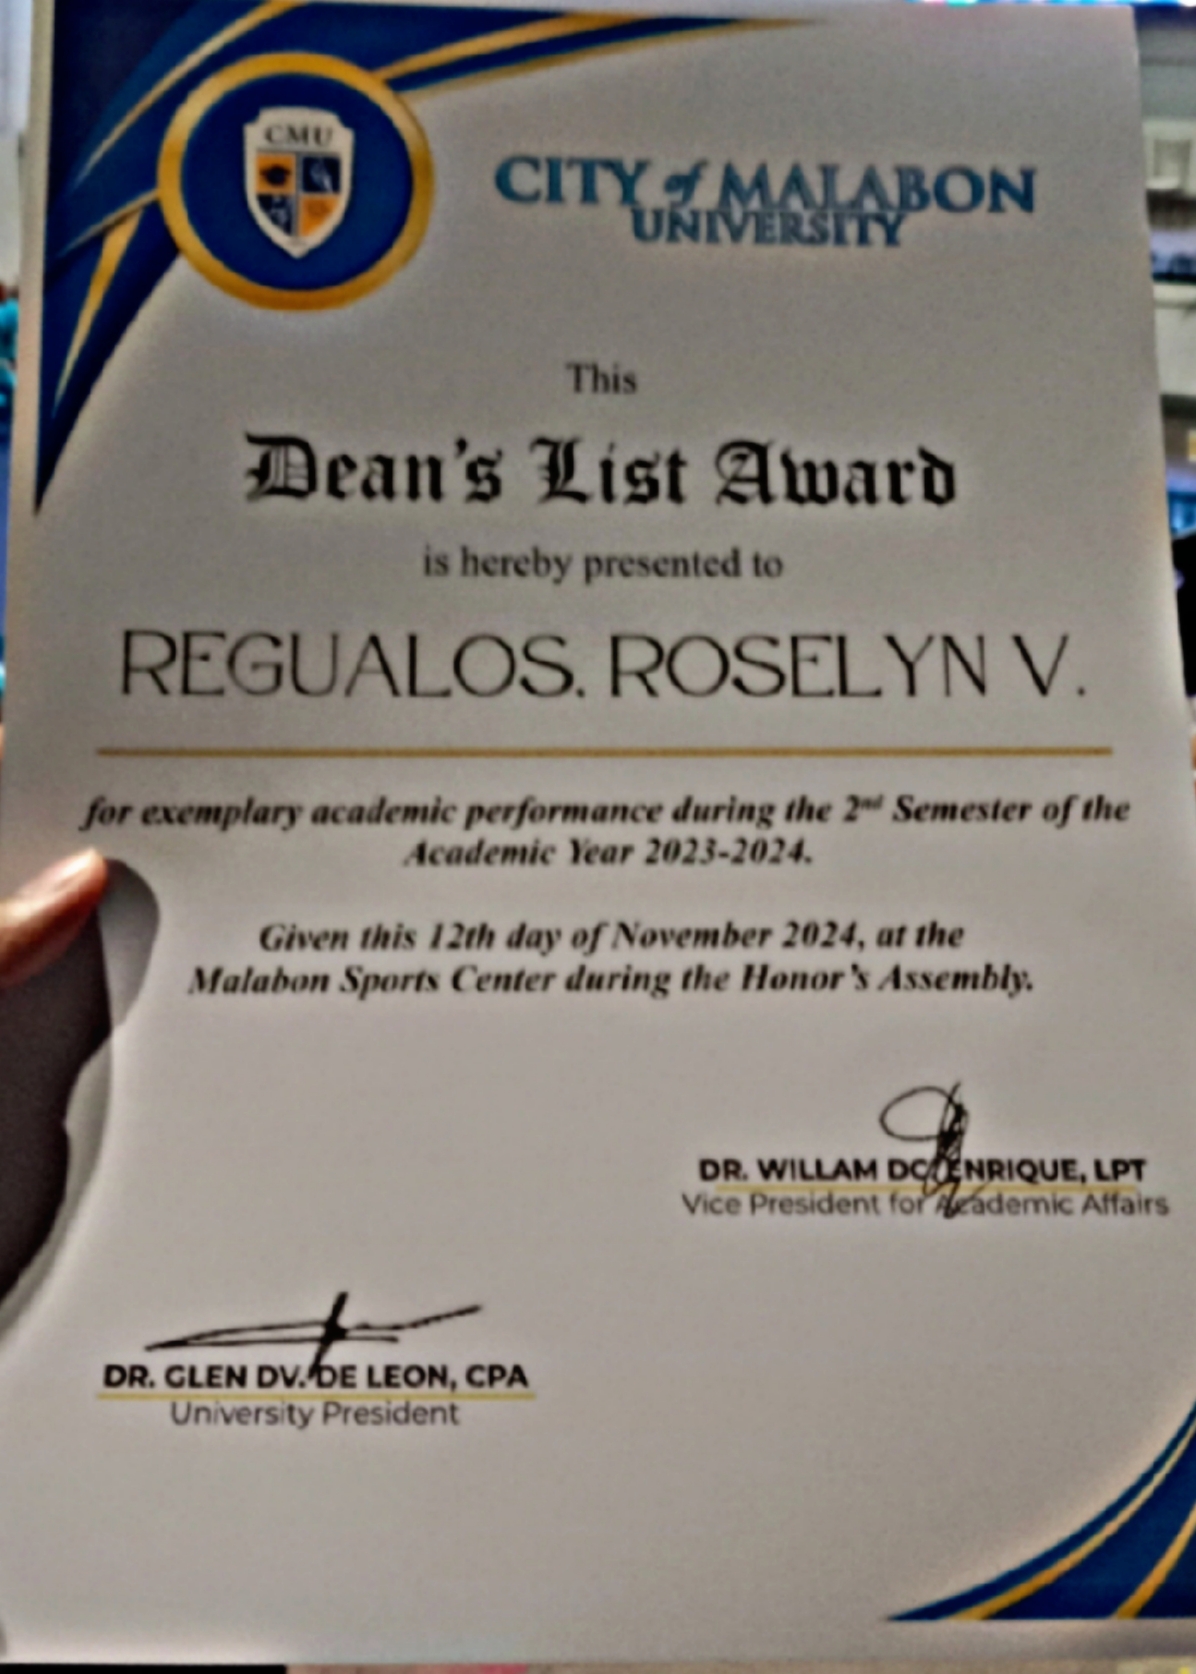 CMU
CITY of MALABON
UNIVERSITY
This
Dean's List Award
is hereby presented to
REGUALOS, ROSELYN V.
for exemplary academic performance during the 2nd Semester of the
Academic Year 2023-2024.
Given this 12th day of November 2024, at the
Malabon Sports Center during the Honor's Assembly.
DR. WILLAM DC ENRIQUE, LPT
Vice President for Academic Affairs
DR. GLEN DV. DE LEON, CPA
University President